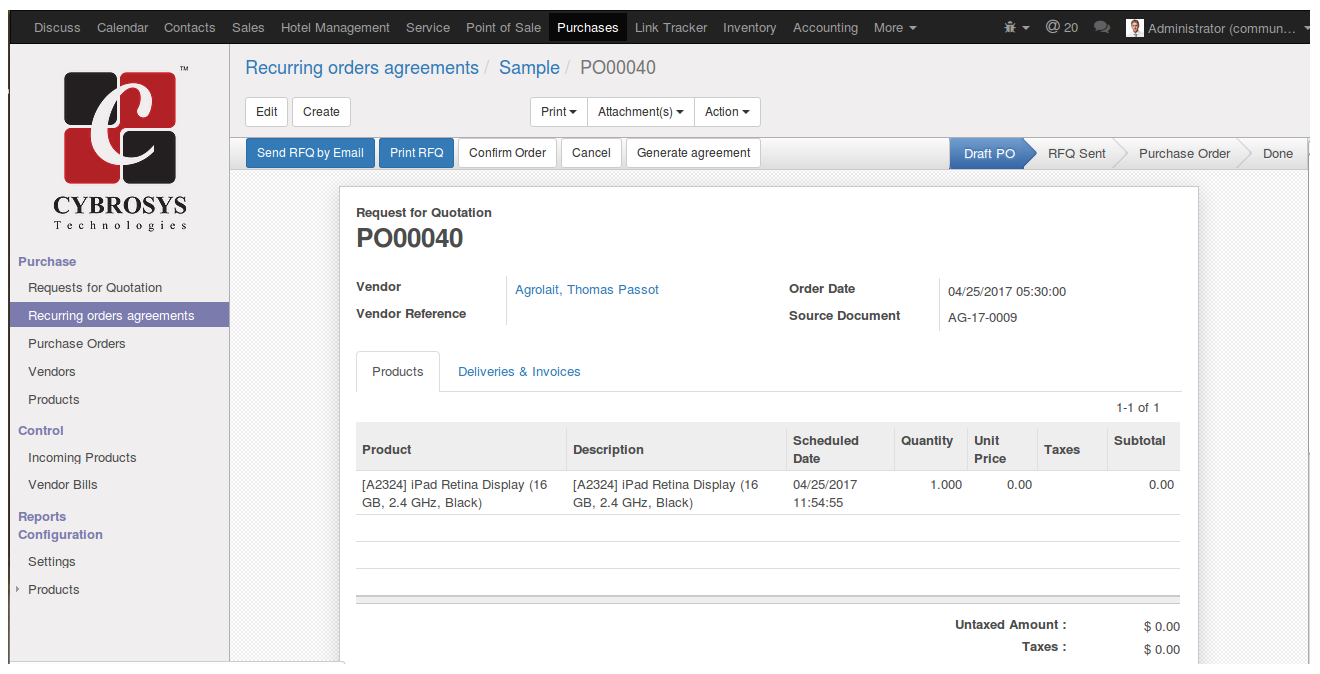 Discuss Calendar Contacts Sales Hotel Management Service Point of Sale Purchases Link Tracker Inventory Accounting More @ 20 Administrator (commun...
TM
CYBROSYS
Technologies
Purchase
Requests for Quotation
Recurring orders agreements
Purchase Orders
Vendors
Products
Control
Incoming Products
Vendor Bills
Reports
Configuration
Settings
Products
Recurring orders agreements / Sample / PO00040
Edit Create Print Attachment(s) Action
Send RFQ by Email Print RFQ Confirm Order Cancel Generate agreement Draft PO RFQ Sent Purchase Order Done
Request for Quotation
PO00040
Vendor Agrolait, Thomas Passot Order Date 04/25/2017 05:30:00
Vendor Reference Source Document AG-17-0009
Products Deliveries & Invoices
1-1 of 1
Product Description Scheduled Date Quantity Unit Price Taxes Subtotal
[A2324] iPad Retina Display (16 [A2324] iPad Retina Display (16 04/25/2017 1.000 0.00 0.00
GB, 2.4 GHz, Black) GB, 2.4 GHz, Black) 11:54:55
Untaxed Amount : $ 0.00
Taxes : $ 0.00